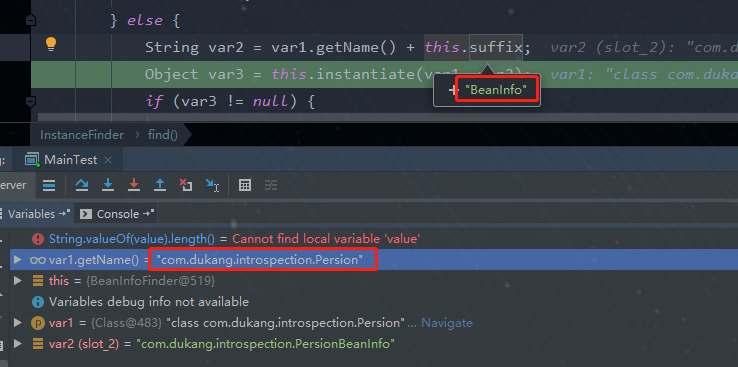 } else {
String var2 = var1.getName() + this.suffix;   var2 (slot_2): "com.d
Object var3 = this.instantiate(var1, var2);   var1: "class com.duka
+ "BeanInfo"
if (var3 != null) {
InstanceFinder > find()
g: MainTest ×
erver
Variables Console
String.valueOf(value).length() = Cannot find local variable 'value'
var1.getName() = "com.dukang.introspection.Persion"
this = {BeanInfoFinder@519}
Variables debug info not available
var1 = {Class@483} "class com.dukang.introspection.Persion" ... Navigate
var2 (slot_2) = "com.dukang.introspection.PersionBeanInfo"